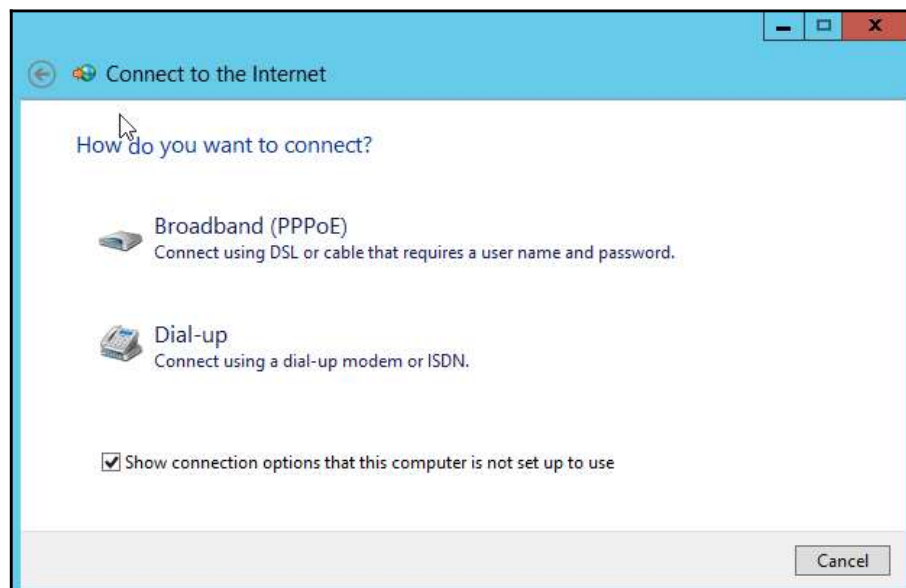 Connect to the Internet
How do you want to connect?
Broadband (PPPoE)
Connect using DSL or cable that requires a user name and password.
Dial-up
Connect using a dial-up modem or ISDN.
Show connection options that this computer is not set up to use
Cancel